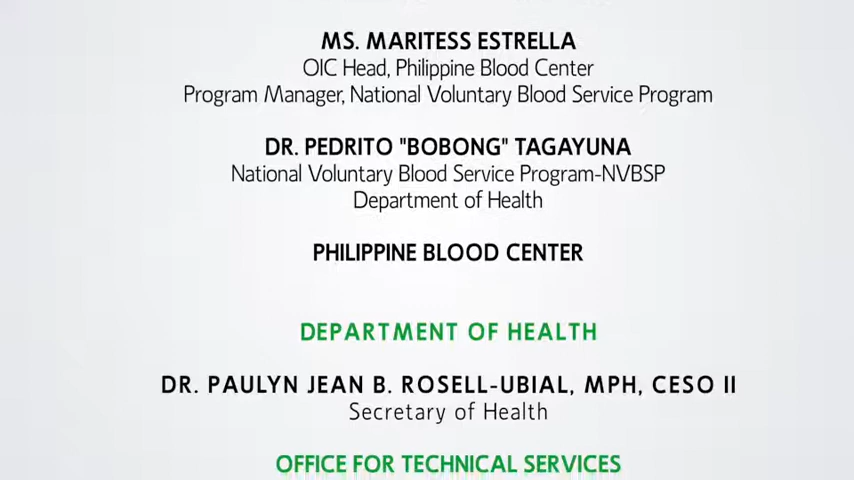 MS. MARITESS ESTRELLA
OIC Head, Philippine Blood Center
Program Manager, National Voluntary Blood Service Program
DR. PEDRITO "BOBONG" TAGAYUNA
National Voluntary Blood Service Program-NVBSP
Department of Health
PHILIPPINE BLOOD CENTER
DEPARTMENT OF HEALTH
DR. PAULYN JEAN B. ROSELL-UBIAL, MPH, CESO II
Secretary of Health
OFFICE FOR TECHNICAL SERVICES